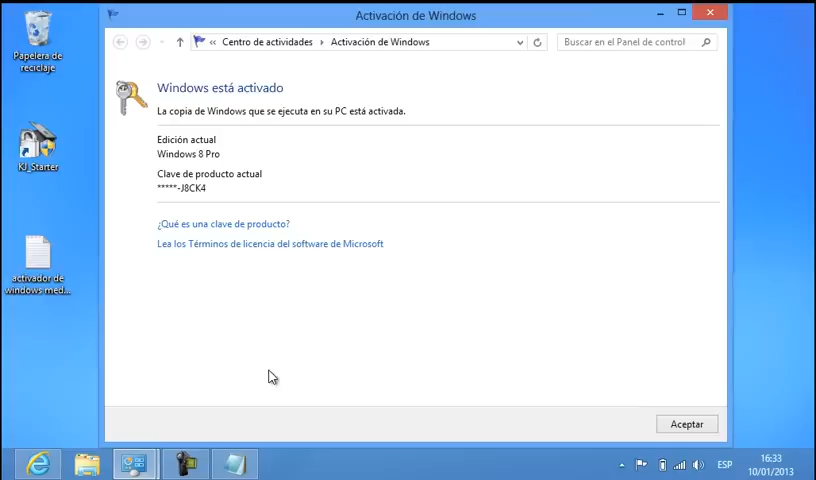 Activación de Windows
Papelera de
reciclaje
KJ_Starter
activador de
windows med...
«
Centro de actividades
Activación de Windows
Buscar en el Panel de control
Windows está activado
La copia de Windows que se ejecuta en su PC está activada.
Edición actual
Windows 8 Pro
Clave de producto actual
*****-J8CK4
¿Qué es una clave de producto?
Lea los Términos de licencia del software de Microsoft
Aceptar
ESP
16:33
10/01/2013